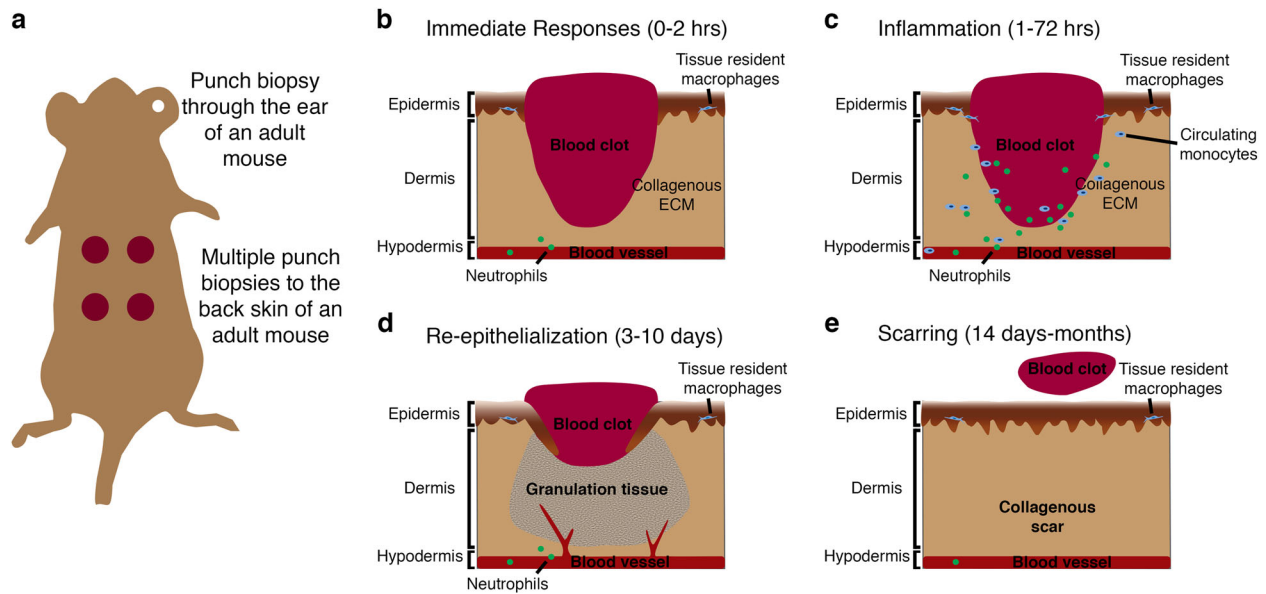 a
Punch biopsy
through the ear
of an adult
mouse
Multiple punch
biopsies to the
back skin of an
adult mouse
b
Immediate Responses (0-2 hrs)
Tissue resident
macrophages
Epidermis
Blood clot
Dermis
Collagenous
ECM
Hypodermis
Blood vessel
Neutrophils
c
Inflammation (1-72 hrs)
Tissue resident
macrophages
Epidermis
Circulating
monocytes
Blood clot
Dermis
Collagenous
ECM
Hypodermis
Blood vessel
Neutrophils
d
Re-epithelialization (3-10 days)
Tissue resident
macrophages
Epidermis
Blood clot
Dermis
Granulation tissue
Hypodermis
Blood vessel
Neutrophils
e
Scarring (14 days-months)
Blood clot
Tissue resident
macrophages
Epidermis
Dermis
Collagenous
scar
Hypodermis
Blood vessel